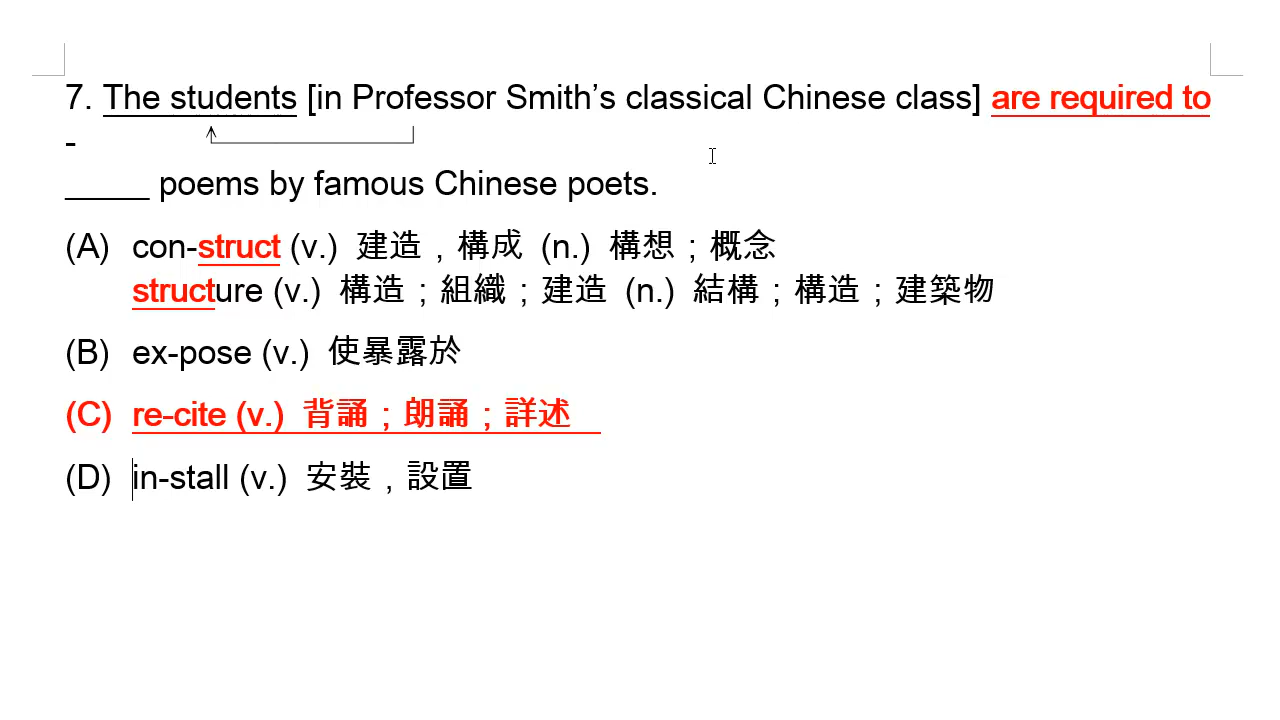 7. The students [in Professor Smith’s classical Chinese class] are required to
-
_____ poems by famous Chinese poets.
(A) con-struct (v.) 建造，構成 (n.) 構想；概念
structure (v.) 構造；組織；建造 (n.) 結構；構造；建築物
(B) ex-pose (v.) 使暴露於
(C) re-cite (v.) 背誦；朗誦；詳述
(D) in-stall (v.) 安裝，設置